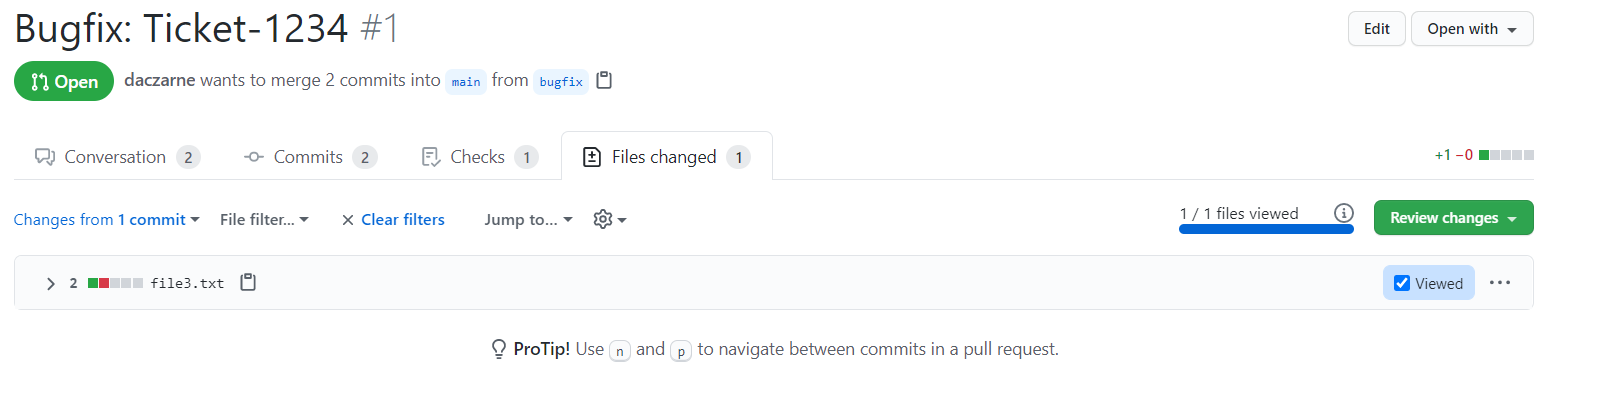 Bugfix: Ticket-1234 #1
Edit
Open with
Open
daczarne wants to merge 2 commits into main from bugfix
Conversation 2
Commits 2
Checks 1
Files changed 1
+1 −0
Changes from 1 commit
File filter...
× Clear filters
Jump to...
1 / 1 files viewed
Review changes
2 file3.txt
Viewed
ProTip! Use n and p to navigate between commits in a pull request.